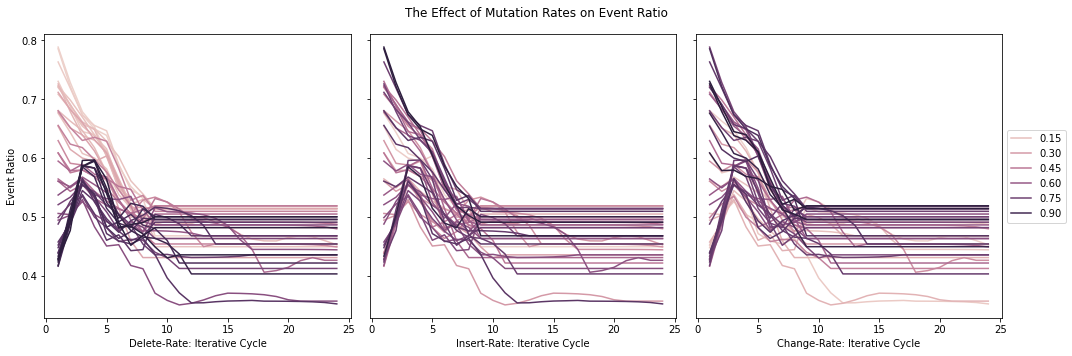 The Effect of Mutation Rates on Event Ratio
Event Ratio
0.8
0.7
0.6
0.5
0.4
0 5 10 15 20 25
Delete-Rate: Iterative Cycle
0 5 10 15 20 25
Insert-Rate: Iterative Cycle
0 5 10 15 20 25
Change-Rate: Iterative Cycle
0.15
0.30
0.45
0.60
0.75
0.90